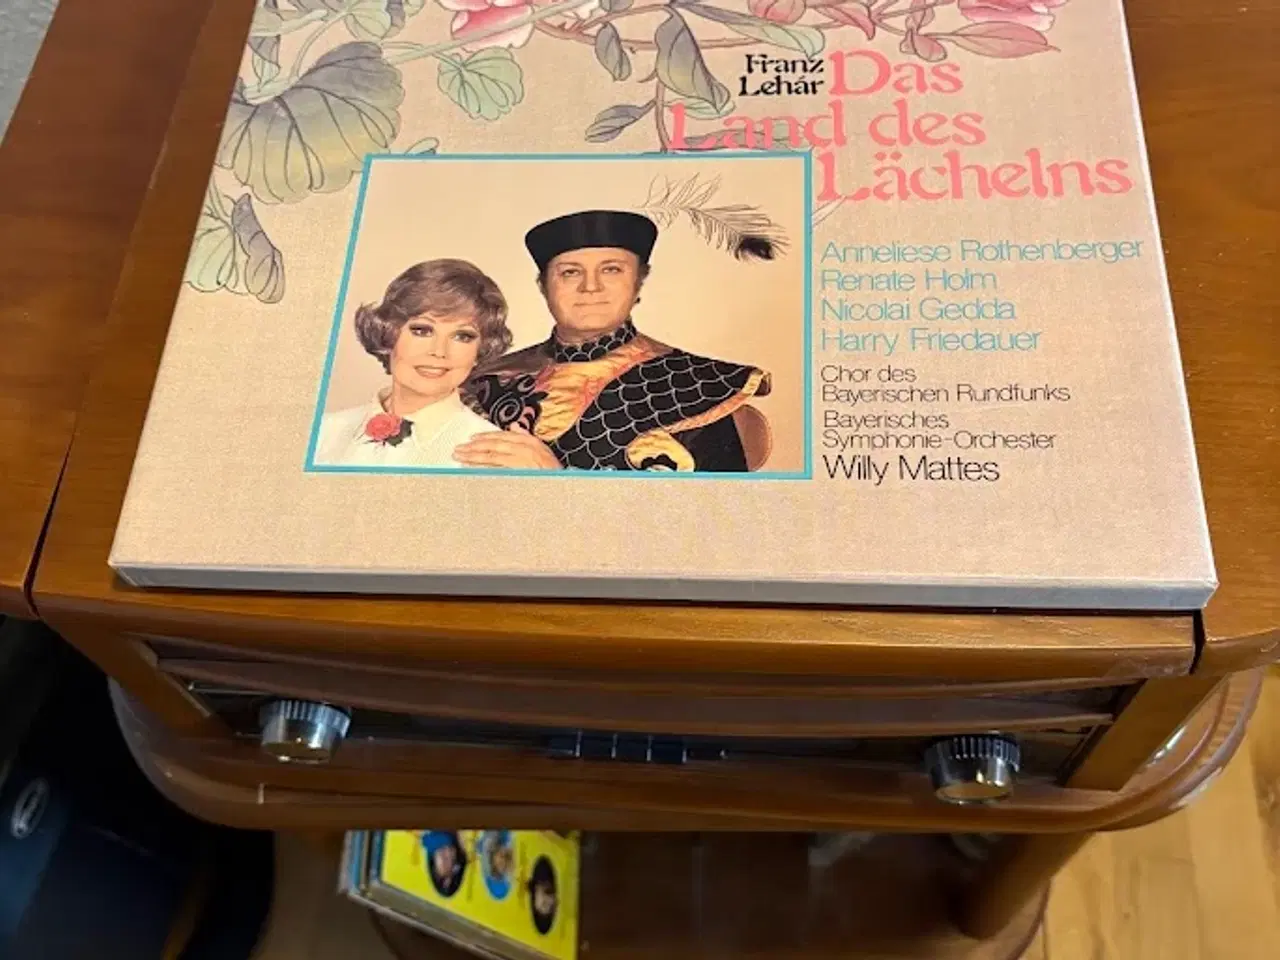 Franz
Lehár
Das
Land des
Lächelns
Anneliese Rothenberger
Renate Holm
Nicolai Gedda
Harry Friedauer
Chor des
Bayerischen Rundfunks
Bayerisches
Symphonie-Orchester
Willy Mattes